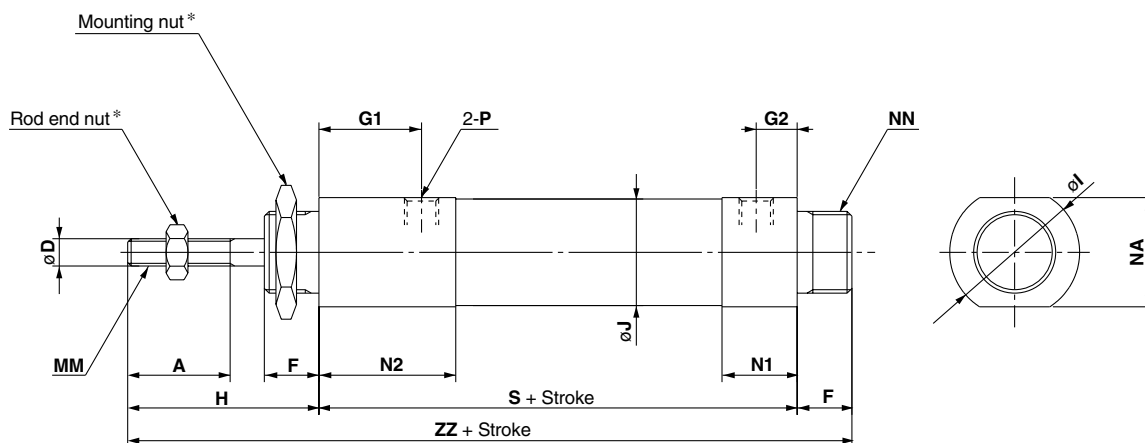 Mounting nut*
Rod end nut*
G1
2-P
G2
NN
øI
øD
NA
øJ
MM
A
F
N2
N1
H
S + Stroke
F
ZZ + Stroke